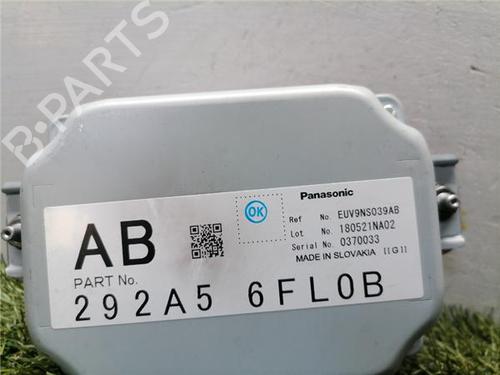 B-PARTS
Panasonic
OK
Ref No. EUV9NS039AB
Lot No. 180521NA02
Serial No. 0370033
MADE IN SLOVAKIA [[G]]
AB
PART No.
292A5 6FL0B